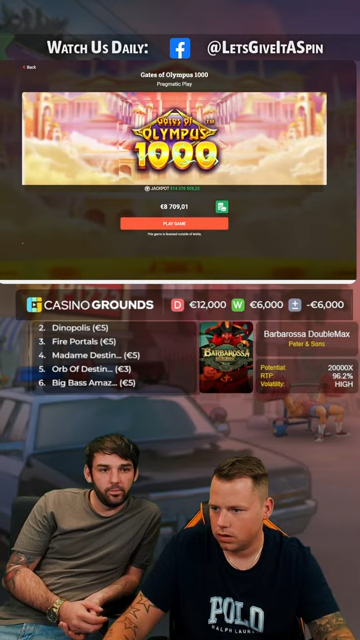 WATCH US DAILY: f @LETSGIVEITASPIN
Back
Gates of Olympus 1000
Pragmatic Play
Gates of
OLYMPUS
1000
€8 709,01
PLAY GAME
CASINO GROUNDS D €12,000 W €6,000 ± -€6,000
2. Dinopolis (€5)
3. Fire Portals (€5)
4. Madame Destin... (€5)
5. Orb Of Destin... (€3)
6. Big Bass Amaz... (€5)
BARBAROSSA
Barbarossa DoubleMax
Peter & Sons
Potential: 20000X
RTP: 96.2%
Volatility: HIGH
POLO
RALPH LAUREN